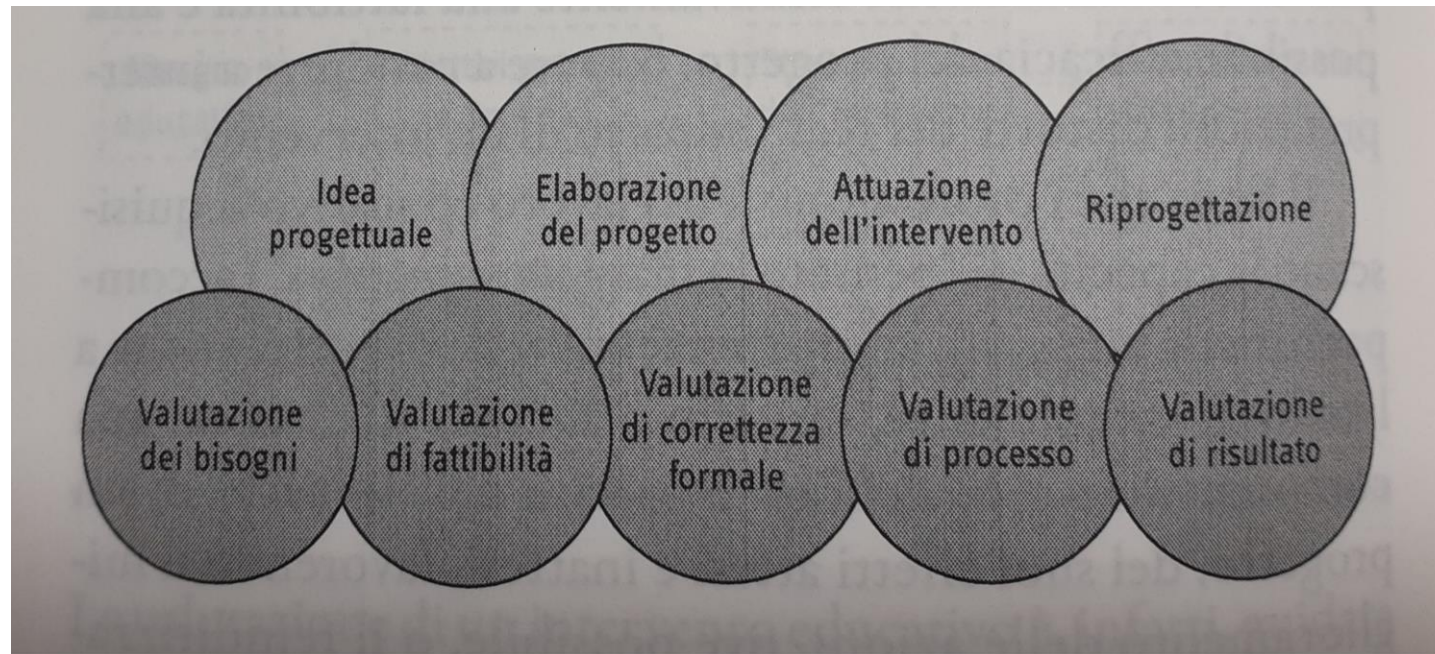 Idea
progettuale
Elaborazione
del progetto
Attuazione
dell'intervento
Riprogettazione
Valutazione
dei bisogni
Valutazione
di fattibilità
Valutazione
di correttezza
formale
Valutazione
di processo
Valutazione
di risultato